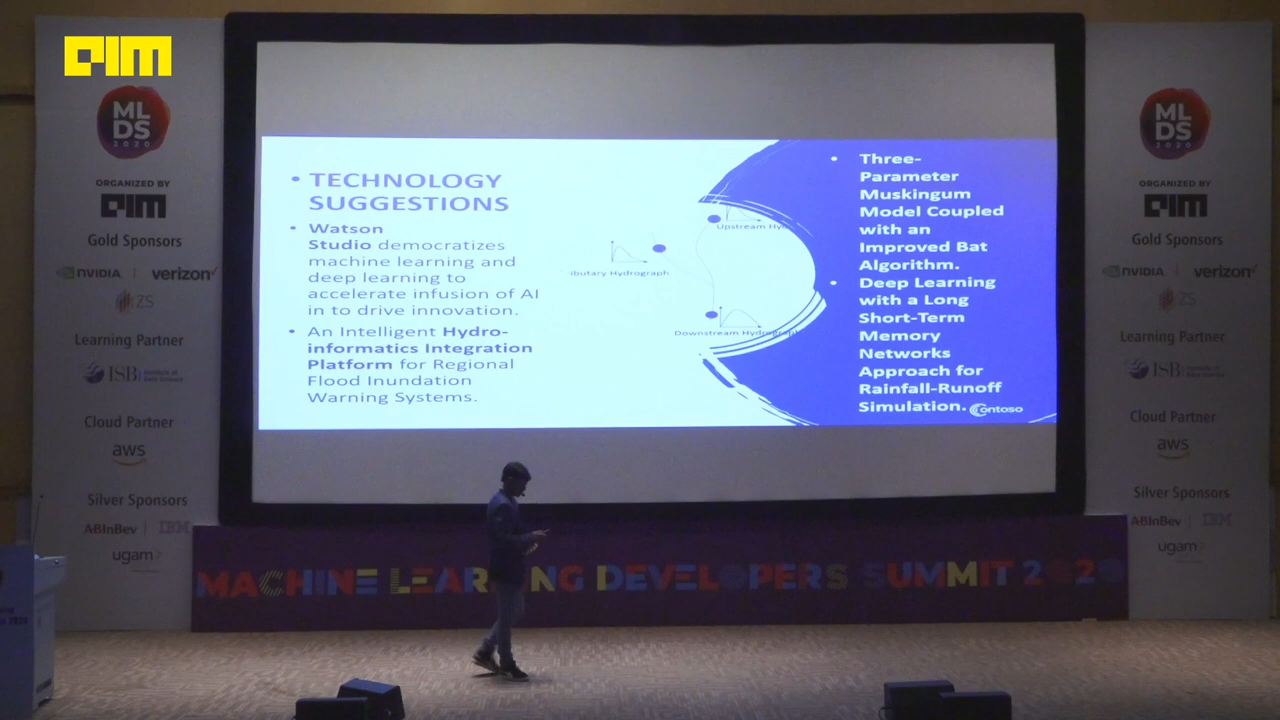 AIM
ML
DS
2020
ORGANIZED BY
AIM
Gold Sponsors
NVIDIA
verizon
ZS
Learning Partner
ISB
Cloud Partner
aws
Silver Sponsors
ABInBev
IBM
ugam
• TECHNOLOGY
SUGGESTIONS
• Watson
Studio democratizes
machine learning and
deep learning to
accelerate infusion of AI
in to drive innovation.
• An Intelligent Hydro-
informatics Integration
Platform for Regional
Flood Inundation
Warning Systems.
Upstream Hy
ibutary Hydrograph
Downstream Hydrograph
• Three-
Parameter
Muskingum
Model Coupled
with an
Improved Bat
Algorithm.
• Deep Learning
with a Long
Short-Term
Memory
Networks
Approach for
Rainfall-Runoff
Simulation.
Contoso
ML
DS
2020
ORGANIZED BY
AIM
Gold Sponsors
NVIDIA
verizon
ZS
Learning Partner
ISB
Cloud Partner
aws
Silver Sponsors
ABInBev
IBM
ugam
MACHINE LEARNING DEVELOPERS SUMMIT 2020